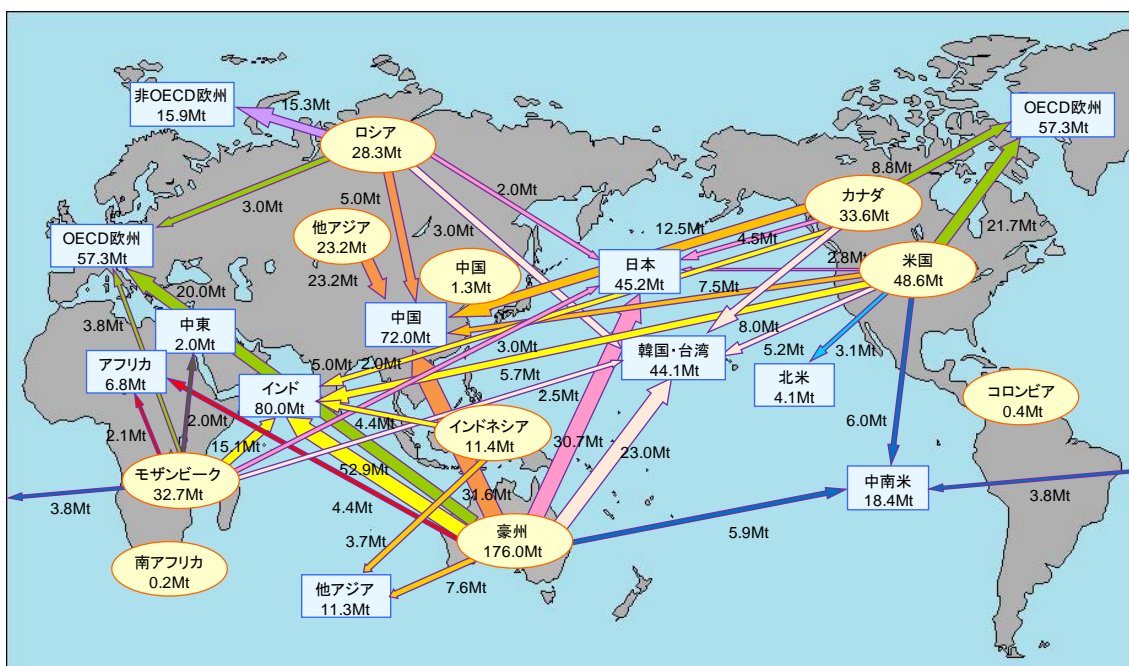 非OECD欧州
15.9Mt
15.3Mt
ロシア
28.3Mt
OECD欧州
57.3Mt
8.8Mt
カナダ
33.6Mt
2.0Mt
5.0Mt
3.0Mt
他アジア
23.2Mt
3.0Mt
12.5Mt
4.5Mt
21.7Mt
OECD欧州
57.3Mt
中国
1.3Mt
日本
45.2Mt
2.8Mt
米国
48.6Mt
23.2Mt
7.5Mt
20.0Mt
3.8Mt
中東
2.0Mt
中国
72.0Mt
8.0Mt
3.0Mt
韓国・台湾
44.1Mt
5.2Mt
3.1Mt
アフリカ
6.8Mt
5.0Mt
2.0Mt
5.7Mt
インド
80.0Mt
2.5Mt
北米
4.1Mt
コロンビア
0.4Mt
2.1Mt
2.0Mt
4.4Mt
インドネシア
11.4Mt
6.0Mt
15.1Mt
30.7Mt
23.0Mt
モザンビーク
32.7Mt
52.9Mt
中南米
18.4Mt
3.8Mt
4.4Mt
31.6Mt
3.8Mt
豪州
176.0Mt
5.9Mt
3.7Mt
南アフリカ
0.2Mt
他アジア
11.3Mt
7.6Mt